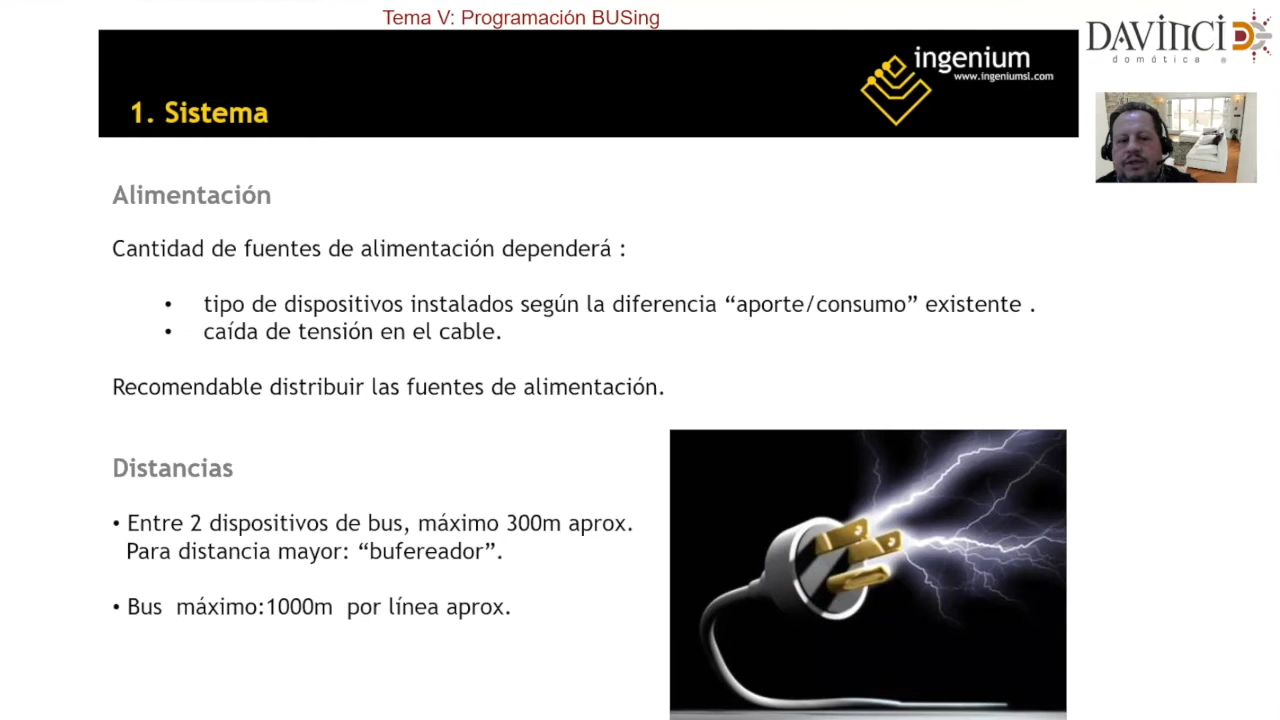 Tema V: Programación BUSing
DAVINCI
domótica ®
ingenium
www.ingeniumsl.com
1. Sistema
Alimentación
Cantidad de fuentes de alimentación dependerá :
• tipo de dispositivos instalados según la diferencia “aporte/consumo” existente .
• caída de tensión en el cable.
Recomendable distribuir las fuentes de alimentación.
Distancias
• Entre 2 dispositivos de bus, máximo 300m aprox.
Para distancia mayor: “bufereador”.
• Bus máximo:1000m por línea aprox.